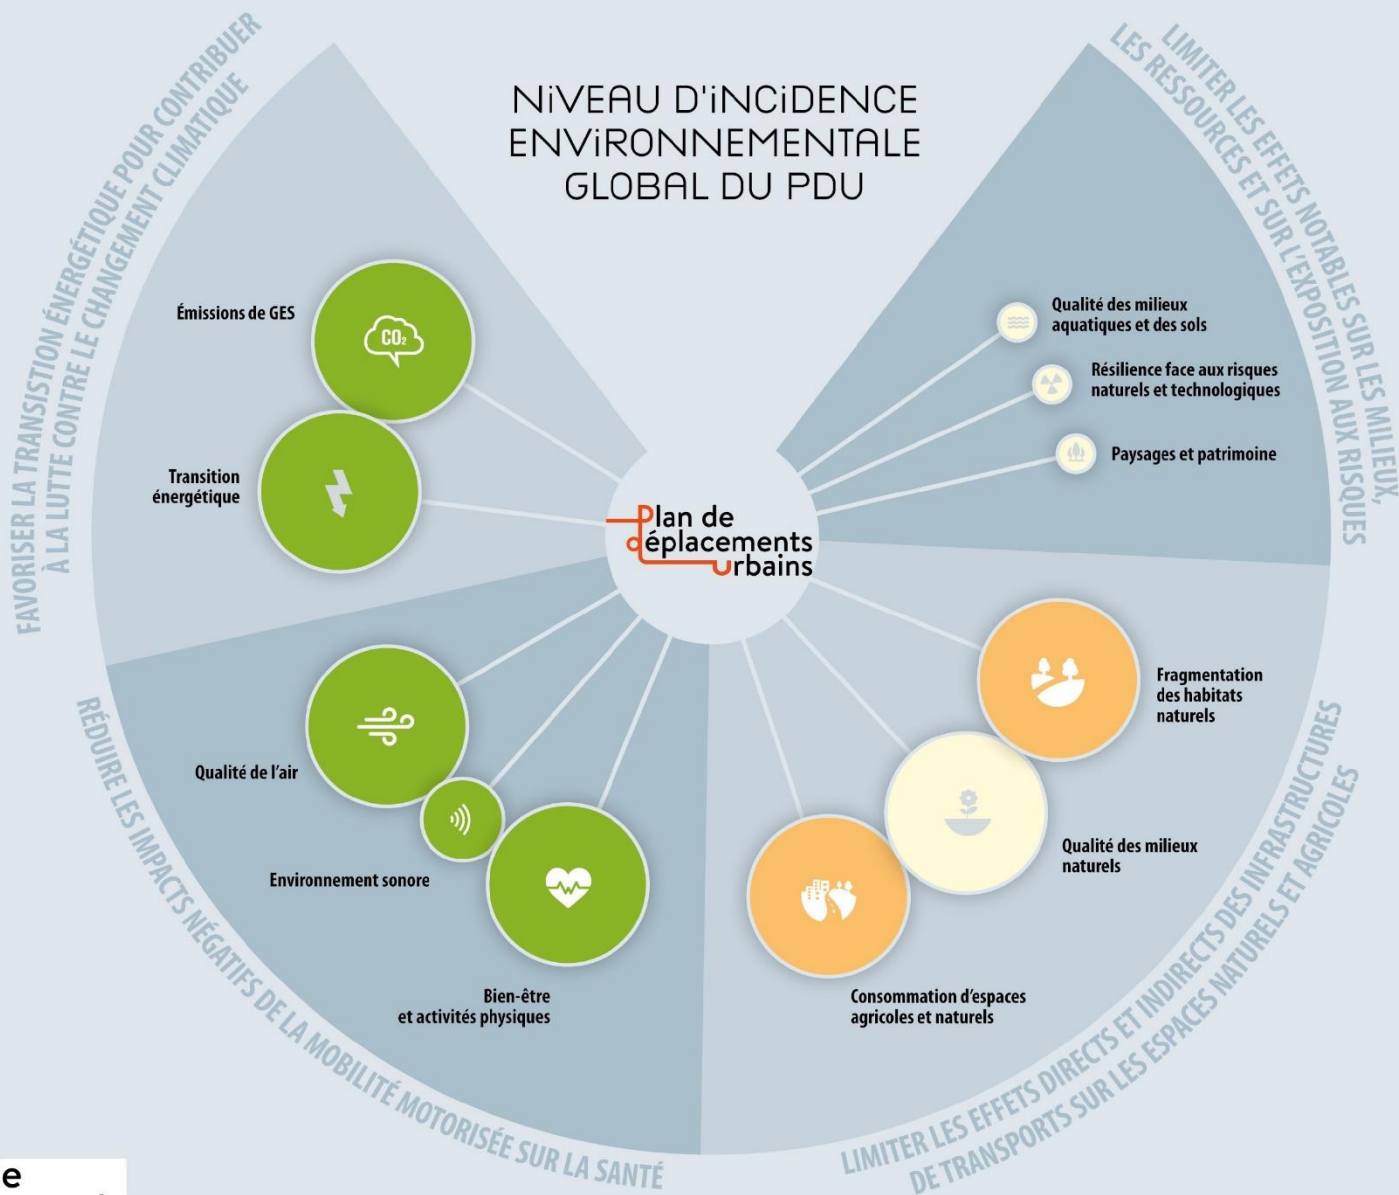 NiVEAU D'iNCiDENCE
ENViRONNEMENTALE
GLOBAL DU PDU
FAVORISER LA TRANSISTION ÉNERGÉTIQUE POUR CONTRIBUER
À LA LUTTE CONTRE LE CHANGEMENT CLIMATIQUE
Émissions de GES
CO₂
Transition
énergétique
LIMITER LES EFFETS NOTABLES SUR LES MILIEUX,
LES RESSOURCES ET SUR L'EXPOSITION AUX RISQUES
Qualité des milieux
aquatiques et des sols
Résilience face aux risques
naturels et technologiques
Paysages et patrimoine
Plan de
déplacements
urbains
RÉDUIRE LES IMPACTS NÉGATIFS DE LA MOBILITÉ MOTORISÉE SUR LA SANTÉ
Qualité de l'air
Environnement sonore
Bien-être
et activités physiques
Fragmentation
des habitats
naturels
Qualité des milieux
naturels
Consommation d'espaces
agricoles et naturels
LIMITER LES EFFETS DIRECTS ET INDIRECTS DES INFRASTRUCTURES
DE TRANSPORTS SUR LES ESPACES NATURELS ET AGRICOLES
e